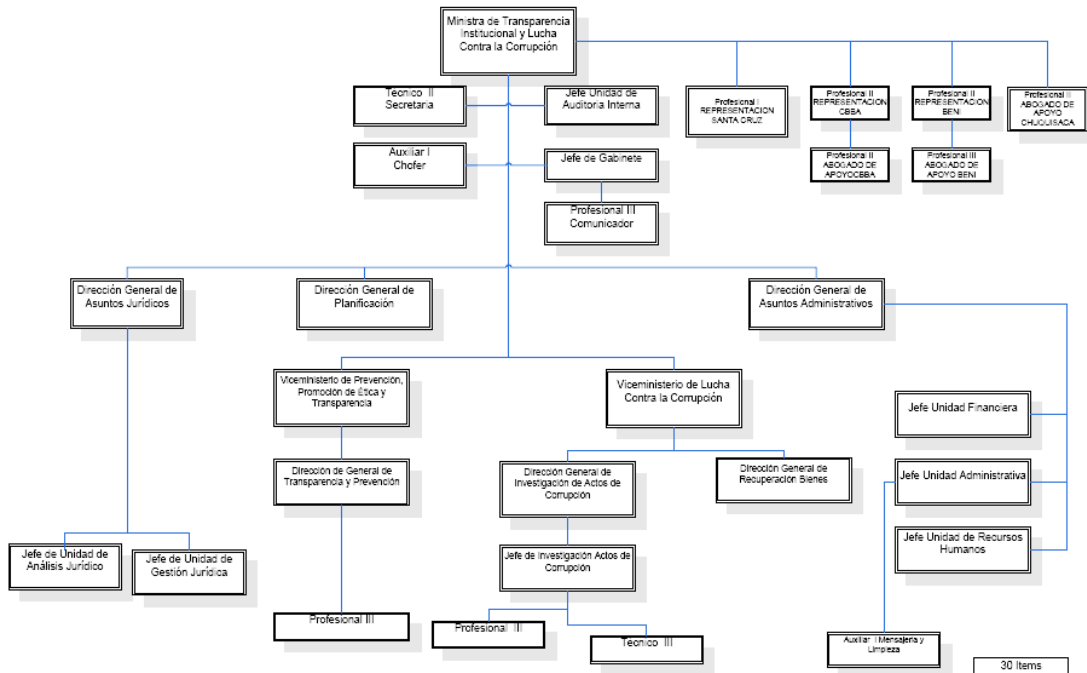 Ministra de Transparencia
Institucional y Lucha
Contra la Corrupción
Tecnico II
Secretaria
Jefe Unidad de
Auditoria Interna
Profesional I
REPRESENTACION
SANTA CRUZ
Profesional II
REPRESENTACION
CBBA
Profesional II
REPRESENTACION
BENI
Profesional II
ABOGADO DE
APOYO
CHUQUISACA
Auxiliar I
Chofer
Jefe de Gabinete
Profesional II
ABOGADO DE
APOYOCBBA
Profesional III
ABOGADO DE
APOYO BENI
Profesional III
Comunicador
Dirección General de
Asuntos Jurídicos
Dirección General de
Planificación
Dirección General de
Asuntos Administrativos
Viceministerio de Prevención,
Promoción de Ética y
Transparencia
Viceministerio de Lucha
Contra la Corrupción
Jefe Unidad Financiera
Dirección de General de
Transparencia y Prevención
Dirección General de
Investigación de Actos de
Corrupción
Dirección General de
Recuperación Bienes
Jefe Unidad Administrativa
Jefe de Unidad de
Análisis Jurídico
Jefe de Unidad de
Gestión Jurídica
Jefe de Investigación Actos de
Corrupción
Jefe Unidad de Recursos
Humanos
Profesional III
Profesional III
Tecnico III
Auxiliar I Mensajeria y
Limpieza
30 Items